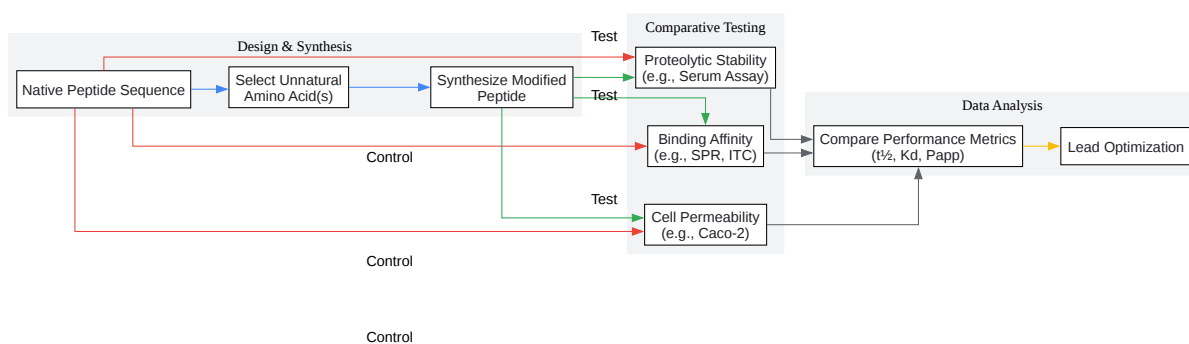 Design & Synthesis
Native Peptide Sequence
Select Unnatural
Amino Acid(s)
Synthesize Modified
Peptide
Test
Test
Control
Test
Control
Control
Comparative Testing
Proteolytic Stability
(e.g., Serum Assay)
Binding Affinity
(e.g., SPR, ITC)
Cell Permeability
(e.g., Caco-2)
Data Analysis
Compare Performance Metrics
(t½, Kd, Papp)
Lead Optimization